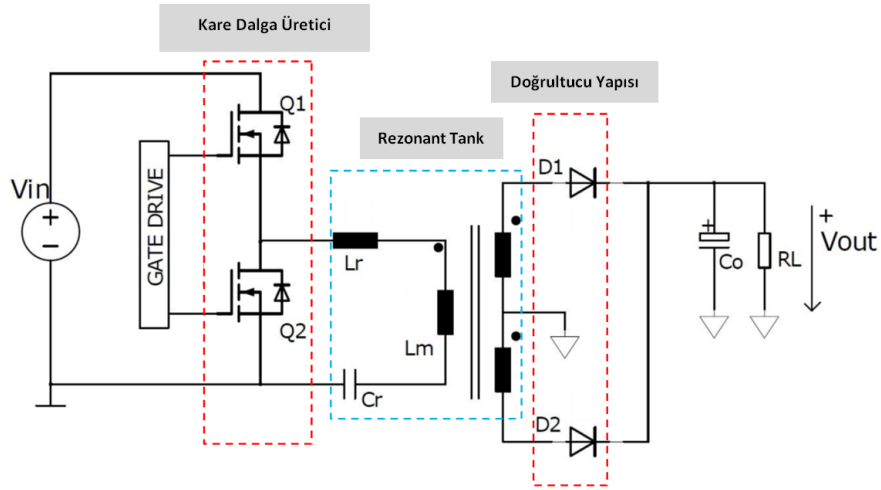 Kare Dalga Üretici
Doğrultucu Yapısı
Rezonant Tank
Q1
D1
Vin
+
−
GATE DRIVE
Lr
Lm
Cr
Q2
D2
+
Co
RL
+
Vout